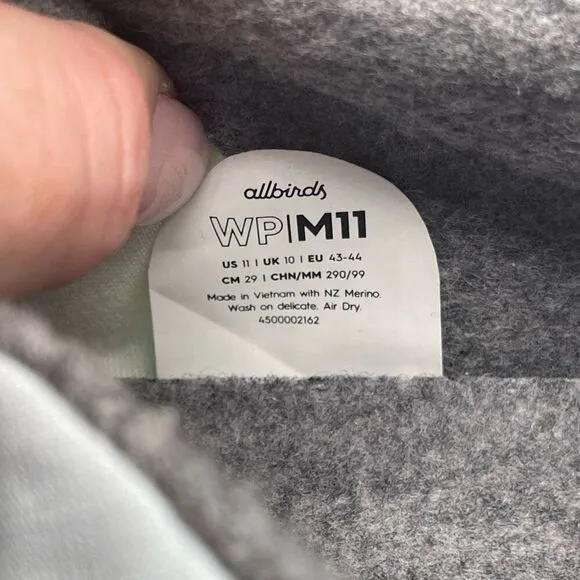 allbirds
WP|M11
US 11 | UK 10 | EU 43-44
CM 29 | CHN/MM 290/99
Made in Vietnam with NZ Merino.
Wash on delicate. Air Dry.
4500002162